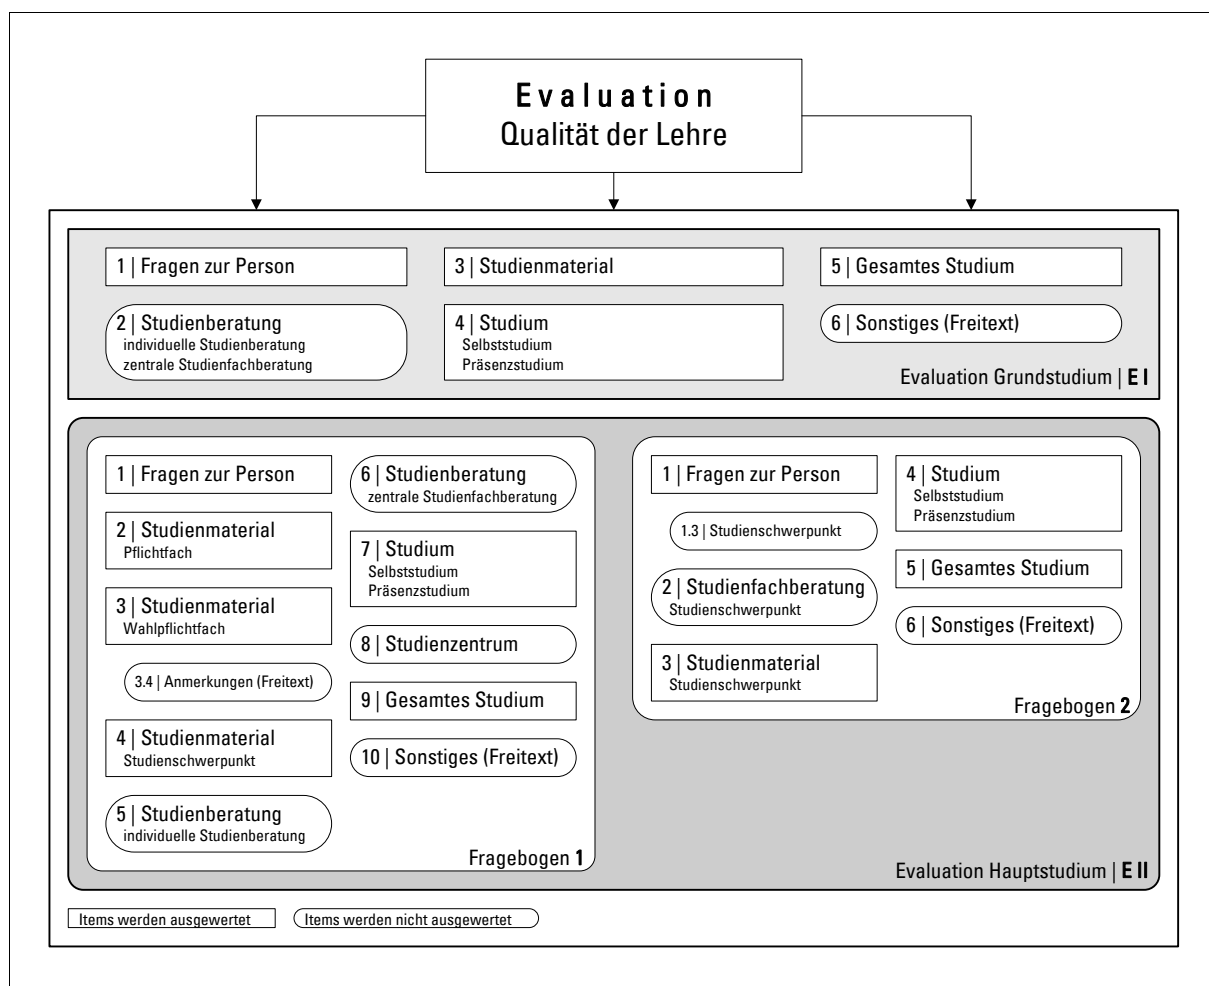 Evaluation
Qualität der Lehre
1 | Fragen zur Person
2 | Studienberatung
individuelle Studienberatung
zentrale Studienfachberatung
3 | Studienmaterial
4 | Studium
Selbststudium
Präsenzstudium
5 | Gesamtes Studium
6 | Sonstiges (Freitext)
Evaluation Grundstudium | E I
1 | Fragen zur Person
2 | Studienmaterial
Pflichtfach
3 | Studienmaterial
Wahlpflichtfach
3.4 | Anmerkungen (Freitext)
4 | Studienmaterial
Studienschwerpunkt
5 | Studienberatung
individuelle Studienberatung
6 | Studienberatung
zentrale Studienfachberatung
7 | Studium
Selbststudium
Präsenzstudium
8 | Studienzentrum
9 | Gesamtes Studium
10 | Sonstiges (Freitext)
Fragebogen 1
1 | Fragen zur Person
1.3 | Studienschwerpunkt
2 | Studienfachberatung
Studienschwerpunkt
3 | Studienmaterial
Studienschwerpunkt
4 | Studium
Selbststudium
Präsenzstudium
5 | Gesamtes Studium
6 | Sonstiges (Freitext)
Fragebogen 2
Evaluation Hauptstudium | E II
Items werden ausgewertet
Items werden nicht ausgewertet